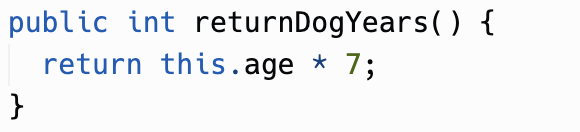 public int returnDogYears() {
  return this.age * 7;
}